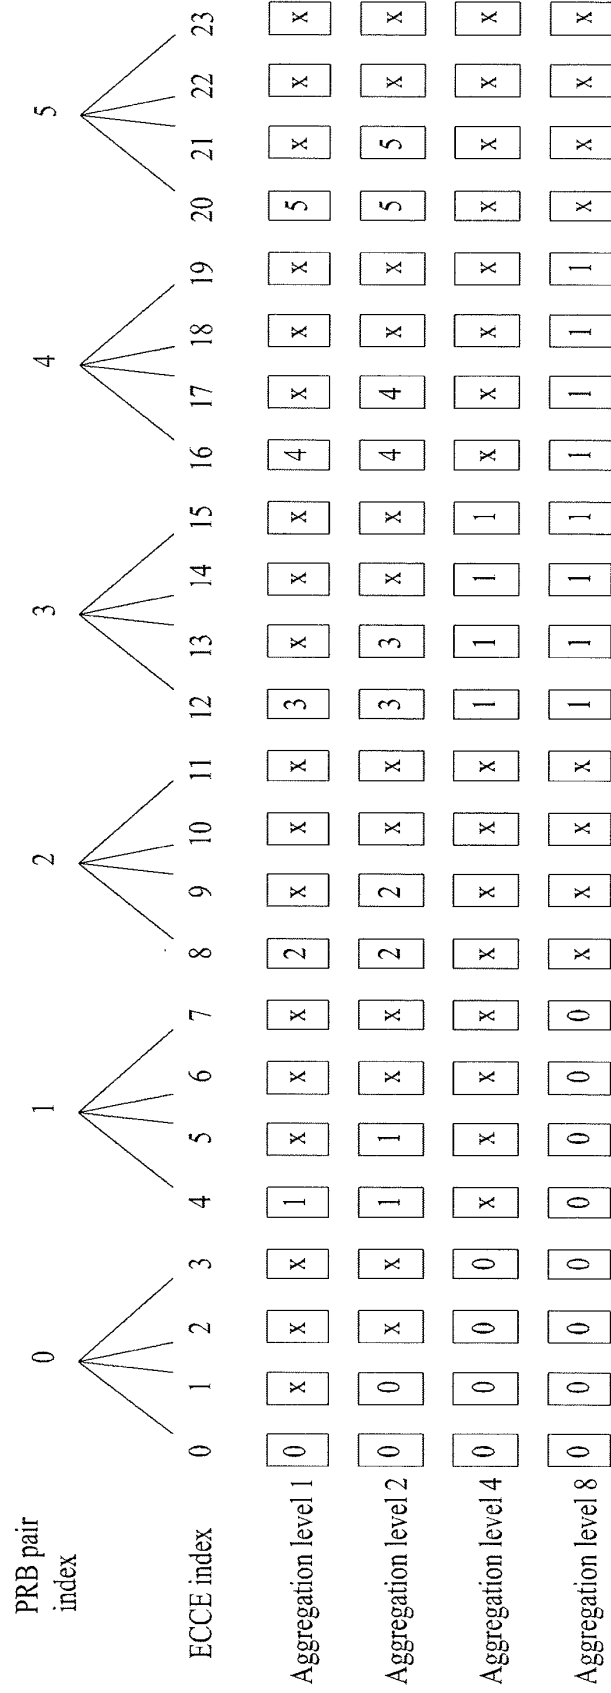 PRB pair
index
0 1 2 3 4 5
ECCE index 0 1 2 3 4 5 6 7 8 9 10 11 12 13 14 15 16 17 18 19 20 21 22 23
Aggregation level 1 0 x x x 1 x x x 2 x x x 3 x x x 4 x x x 5 x x x
Aggregation level 2 0 0 x x 1 1 x x 2 2 x x 3 3 x x 4 4 x x 5 5 x x
Aggregation level 4 0 0 0 0 x x x x x x x x 1 1 1 1 x x x x x x x x
Aggregation level 8 0 0 0 0 0 0 0 0 x x x x 1 1 1 1 1 1 1 1 x x x x